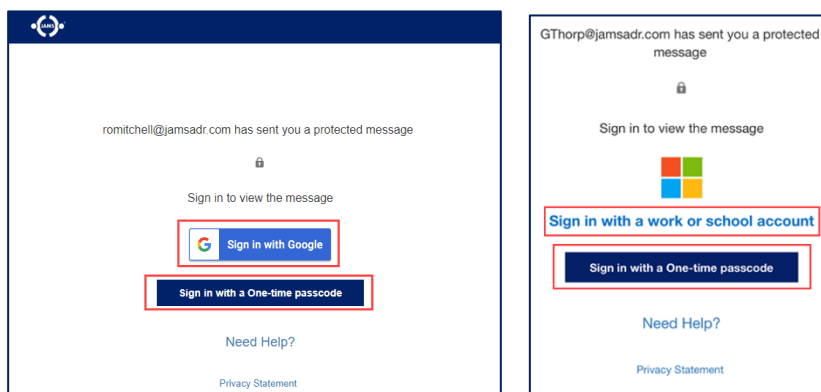 JAMS
romitchell@jamsadr.com has sent you a protected message
Sign in to view the message
Sign in with Google
Sign in with a One-time passcode
Need Help?
Privacy Statement
GThorp@jamsadr.com has sent you a protected
message
Sign in to view the message
Sign in with a work or school account
Sign in with a One-time passcode
Need Help?
Privacy Statement